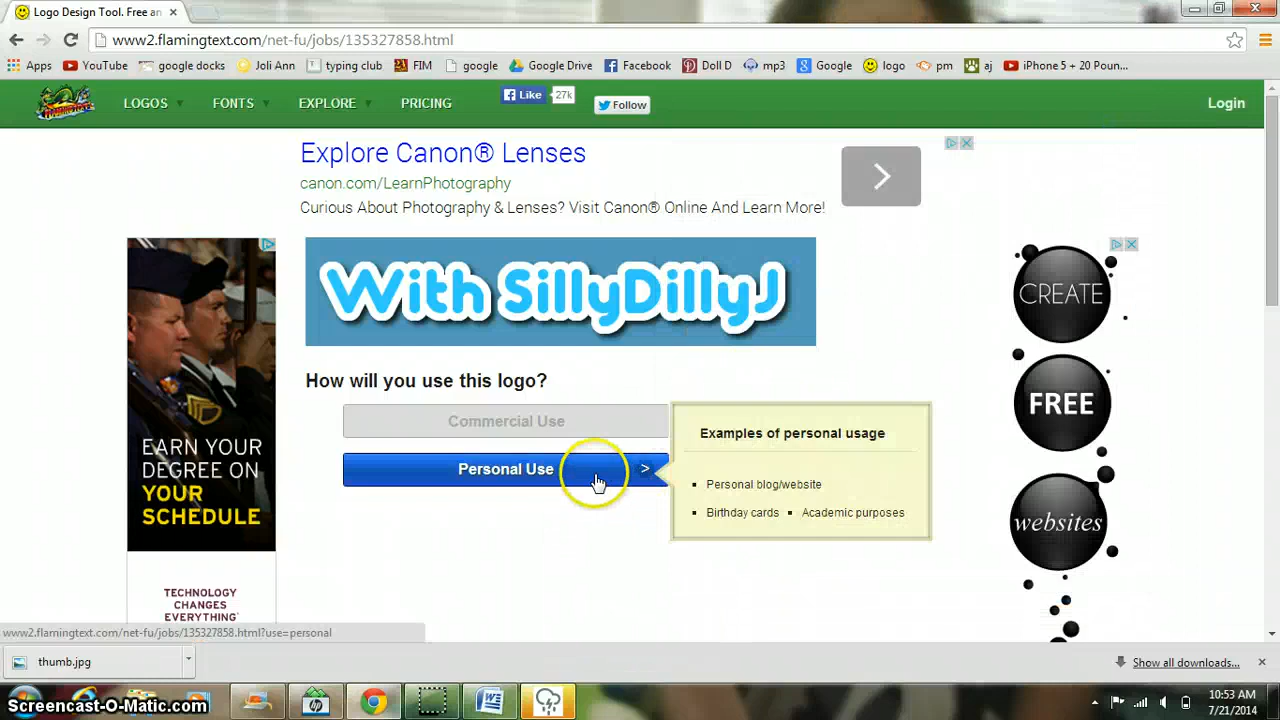 Logo Design Tool. Free an
www2.flamingtext.com/net-fu/jobs/135327858.html
Apps YouTube google docks Joli Ann typing club FIM google Google Drive Facebook Doll D mp3 Google logo pm aj iPhone 5 + 20 Poun...
LOGOS FONTS EXPLORE PRICING Like 27k Follow Login
Explore Canon® Lenses
canon.com/LearnPhotography
Curious About Photography & Lenses? Visit Canon® Online And Learn More!
With SillyDillyJ
How will you use this logo?
Commercial Use
Personal Use >
Examples of personal usage
Personal blog/website
Birthday cards Academic purposes
EARN YOUR
DEGREE ON
YOUR
SCHEDULE
TECHNOLOGY
CHANGES
EVERYTHING
CREATE
FREE
websites
www2.flamingtext.com/net-fu/jobs/135327858.html?use=personal
thumb.jpg
Show all downloads...
Screencast-O-Matic.com
10:53 AM
7/21/2014